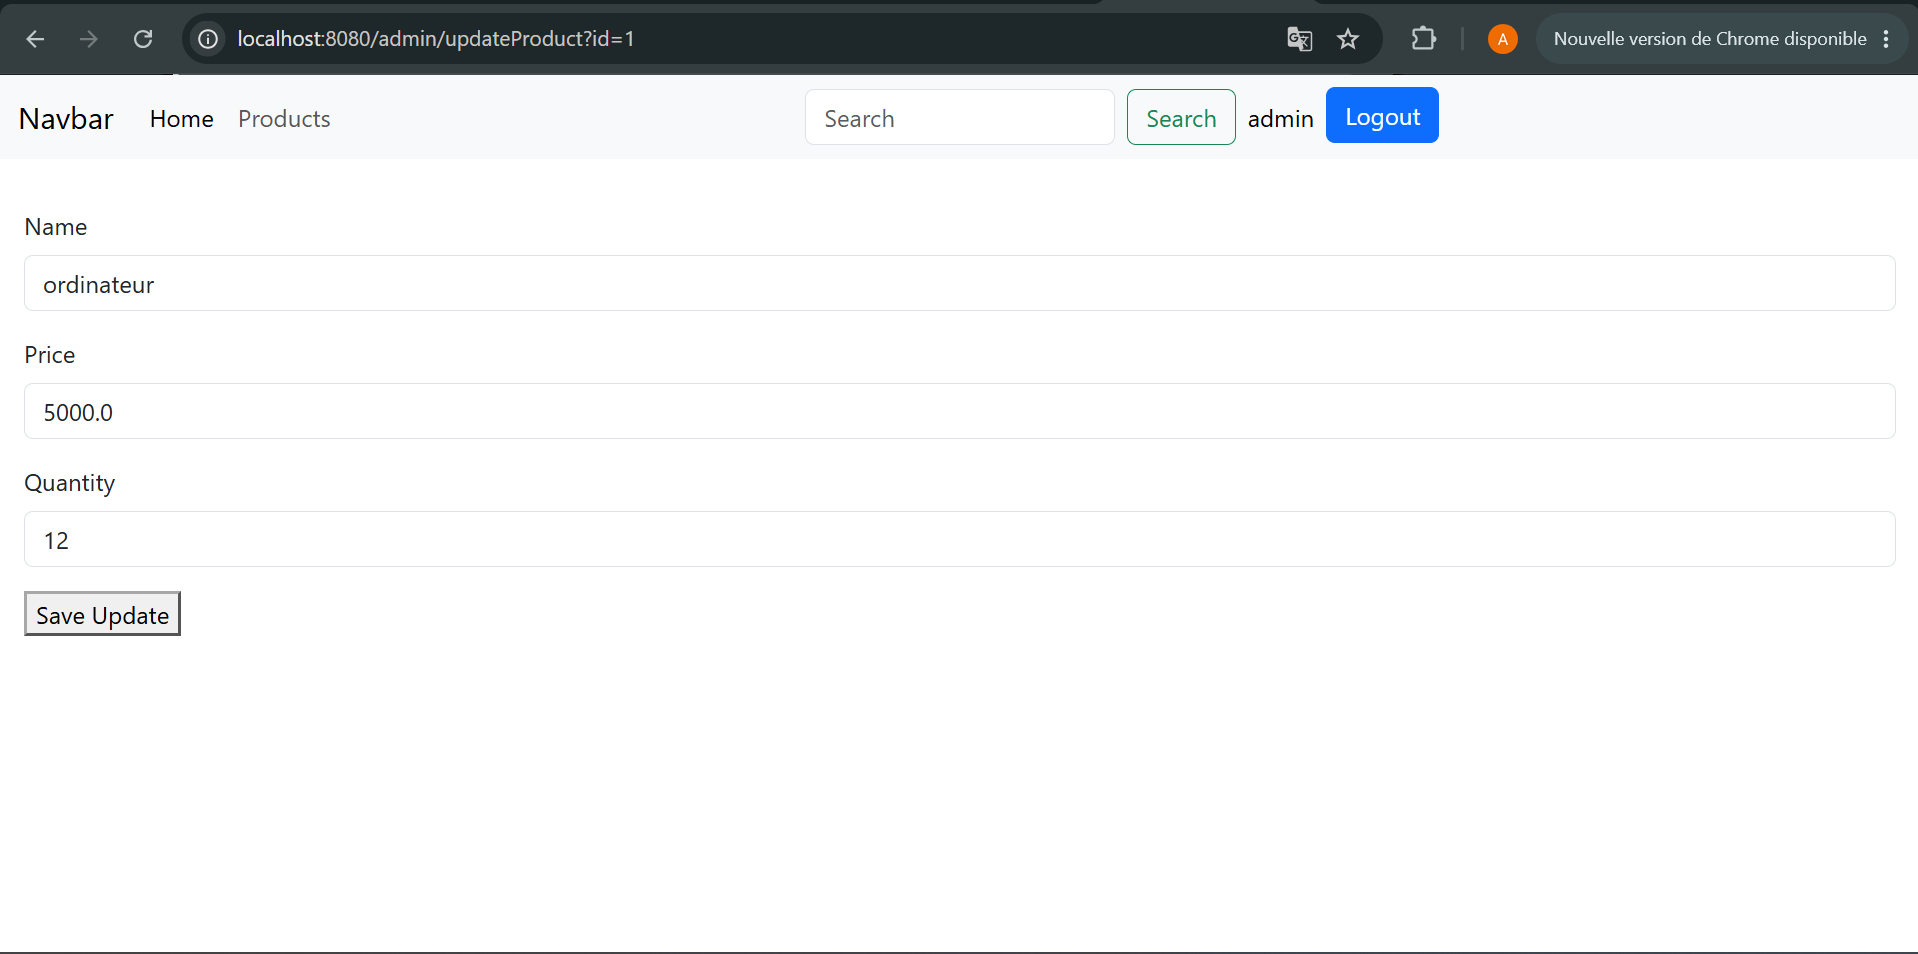 localhost:8080/admin/updateProduct?id=1
A
Nouvelle version de Chrome disponible
Navbar Home Products Search Search admin Logout
Name
ordinateur
Price
5000.0
Quantity
12
Save Update